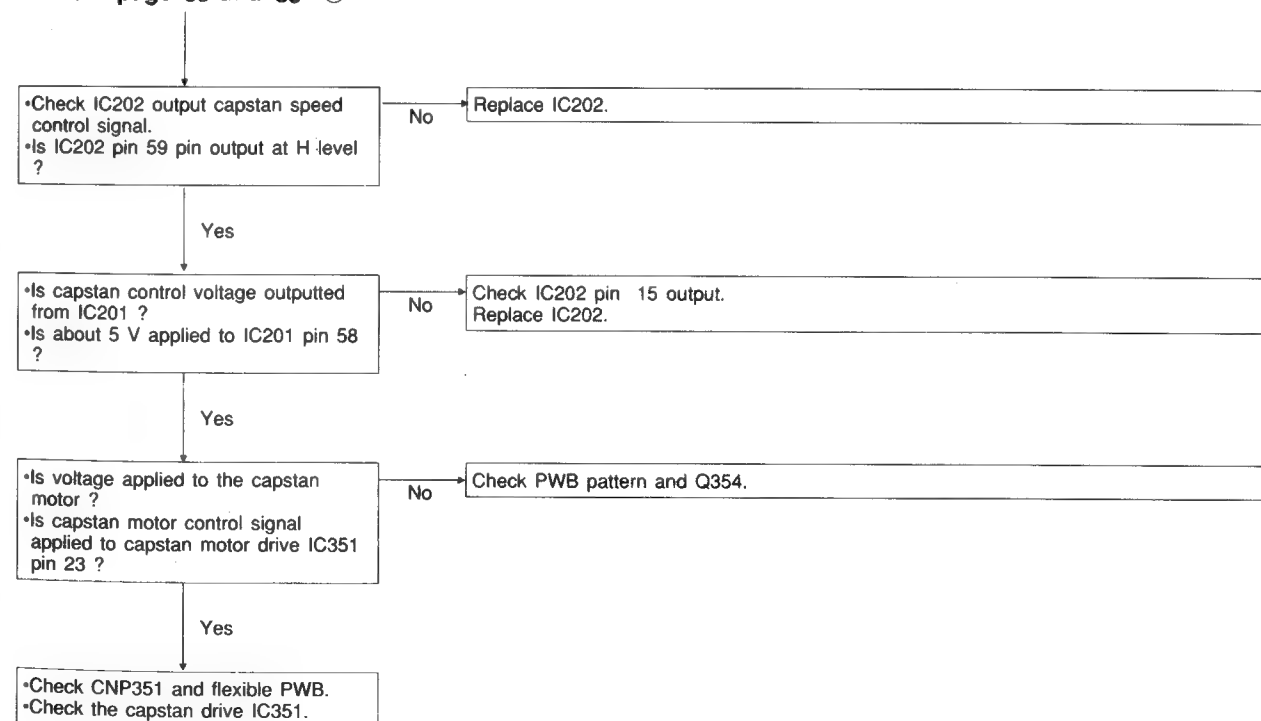 •Check IC202 output capstan speed
control signal.
•Is IC202 pin 59 pin output at H level
?
No
Replace IC202.
Yes
•Is capstan control voltage outputted
from IC201 ?
•Is about 5 V applied to IC201 pin 58
?
No
Check IC202 pin 15 output.
Replace IC202.
Yes
•Is voltage applied to the capstan
motor ?
•Is capstan motor control signal
applied to capstan motor drive IC351
pin 23 ?
No
Check PWB pattern and Q354.
Yes
•Check CNP351 and flexible PWB.
•Check the capstan drive IC351.